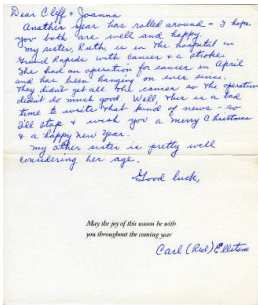 Dear Cliff & Joanna
Another year has rolled around - I hope
you both are well and happy.
my sister Ruth, is in the hospital in
Grand Rapids with cancer & a stroke.
She had an operation for cancer in April
and has been hanging on ever since.
They didn't get all the cancer so the operation
didn't do much good. Well this is a bad
time to write that kind of news - so
I'll stop & wish you a merry Christmas
& a happy New Year.
my other sister is pretty well
considering her age.
Good luck,
May the joy of this season be with
you throughout the coming year
Carl (Red) Ellstein